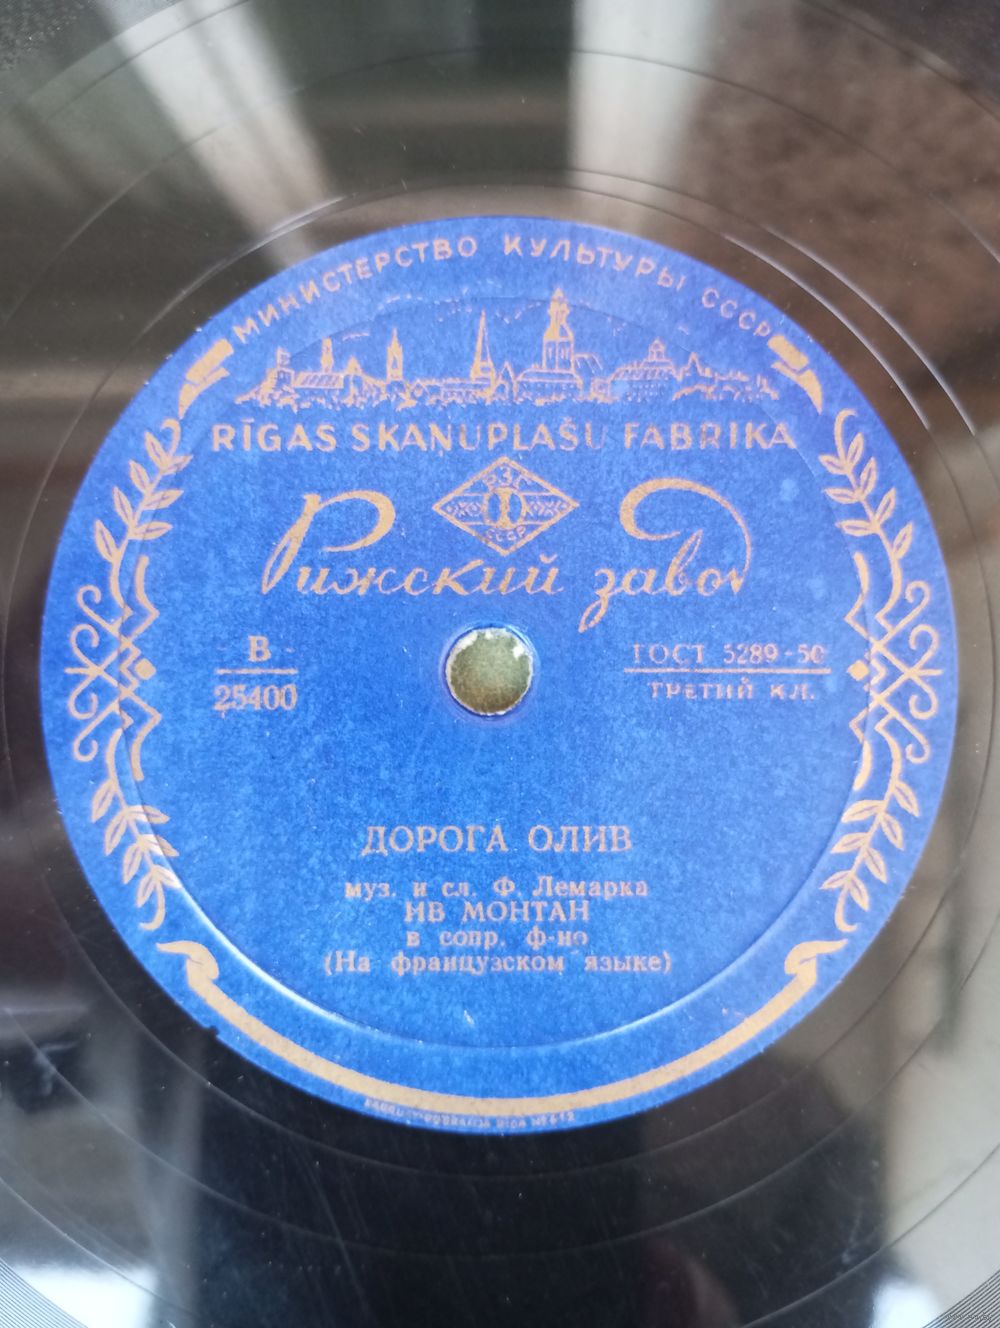 МИНИСТЕРСТВО КУЛЬТУРЫ СССР
RĪGAS SKAŅUPLAŠU FABRIKA
СССР
Рижский завод
В
25400
ГОСТ 5289-50
ТРЕТИЙ КЛ.
ДОРОГА ОЛИВ
муз. и сл. Ф. Лемарка
ИВ МОНТАН
в сопр. ф-но
(На французском языке)